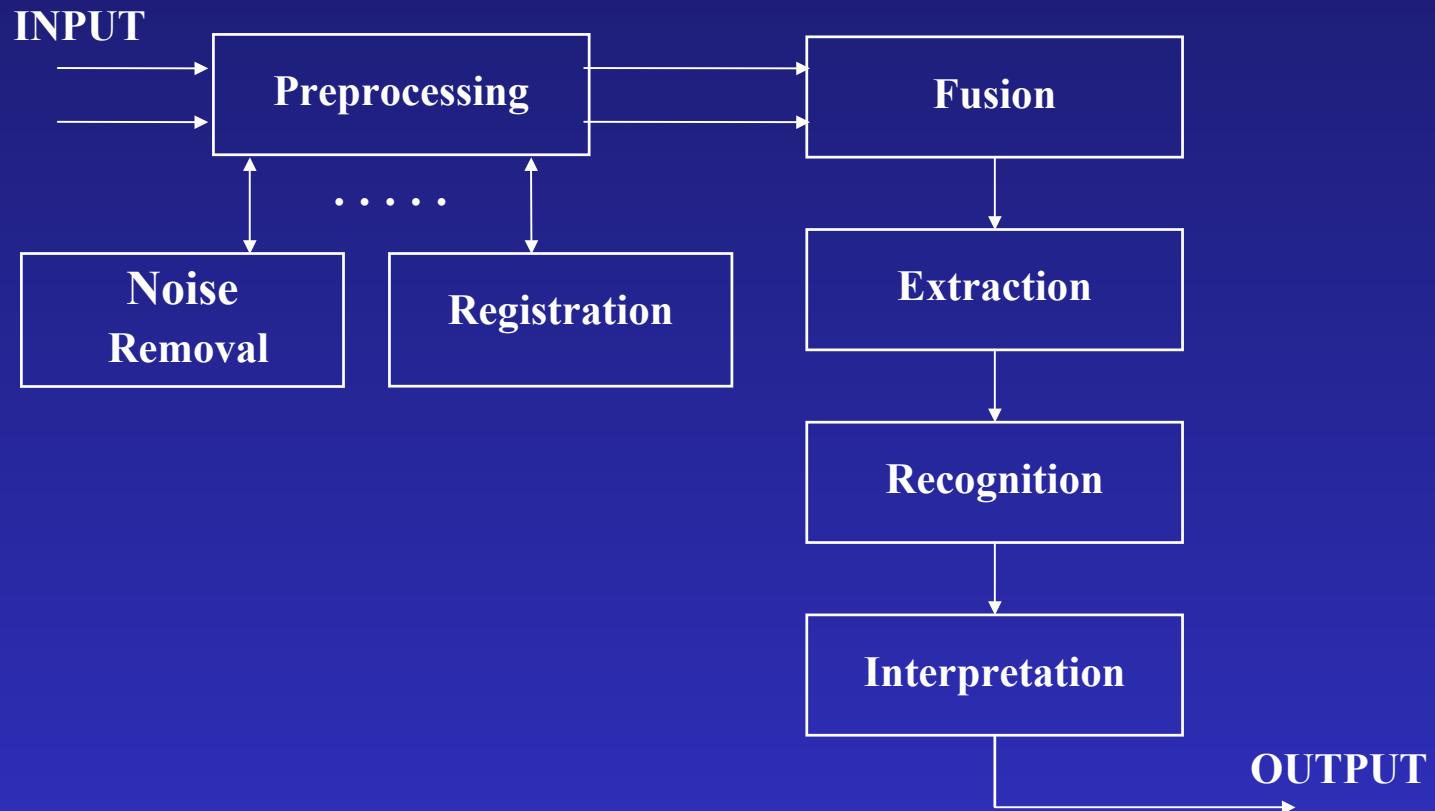 INPUT
Preprocessing
Fusion
. . . . .
Noise
Removal
Registration
Extraction
Recognition
Interpretation
OUTPUT